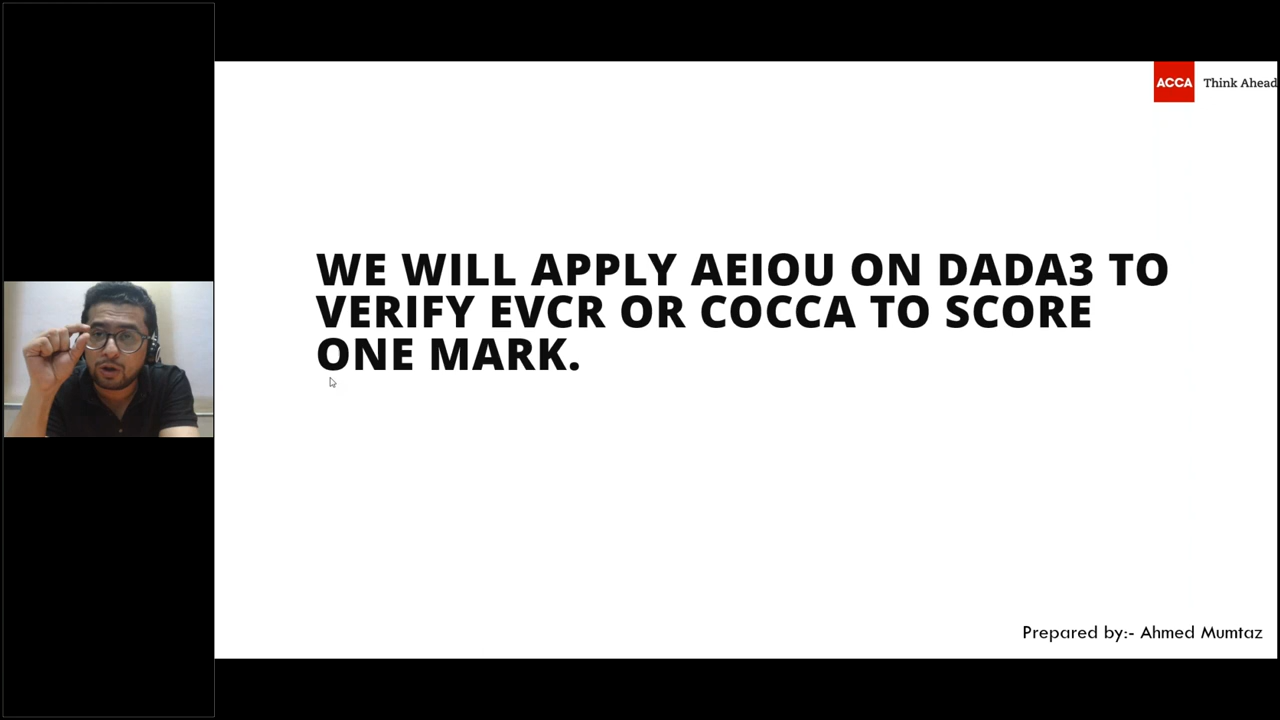 ACCA Think Ahead
WE WILL APPLY AEIOU ON DADA3 TO
VERIFY EVCR OR COCCA TO SCORE
ONE MARK.
Prepared by:- Ahmed Mumtaz